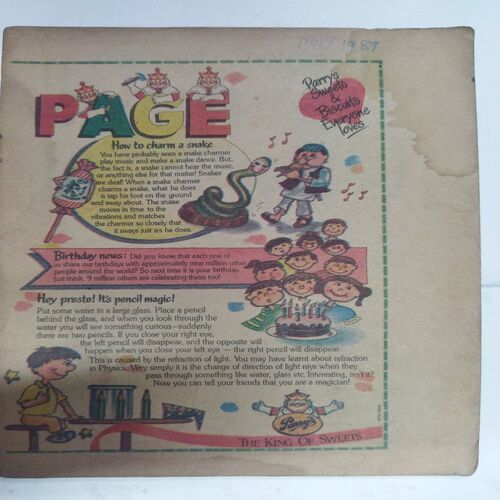 1989
PAGE
Parrys
Sweets
&
Biscuits
Everyone
loves
How to charm a snake
You have probably seen a snake charmer
play music and make a snake dance. But,
the fact is, a snake cannot hear the music,
or anything else for that matter! Snakes
are deaf! When a snake charmer
charms a snake, what he does
is tap his foot on the ground
and away about. The snake
moves in time to the
vibrations and matches
the charmer so closely that
it sways just as he does.
Birthday news: Did you know that each one of
us share our birthdays with approximately nine million other
people around the world? So next time it is your birthday,
just think, 9 million others are celebrating theirs too!
Hey presto! It's pencil magic!
Put some water in a large glass. Place a pencil
behind the glass, and when you look through the
water you will see something curious—suddenly
there are two pencils. If you close your right eye,
the left pencil will disappear, and the opposite will
happen when you close your left eye — the right pencil will disappear.
This is caused by the refraction of light. You may have learnt about refraction
in Physics. Very simply it is the change of direction of light rays when they
pass through something like water, glass etc. Interesting, isn't it?
Now you can tell your friends that you are a magician!
Parrys
THE KING OF SWEETS